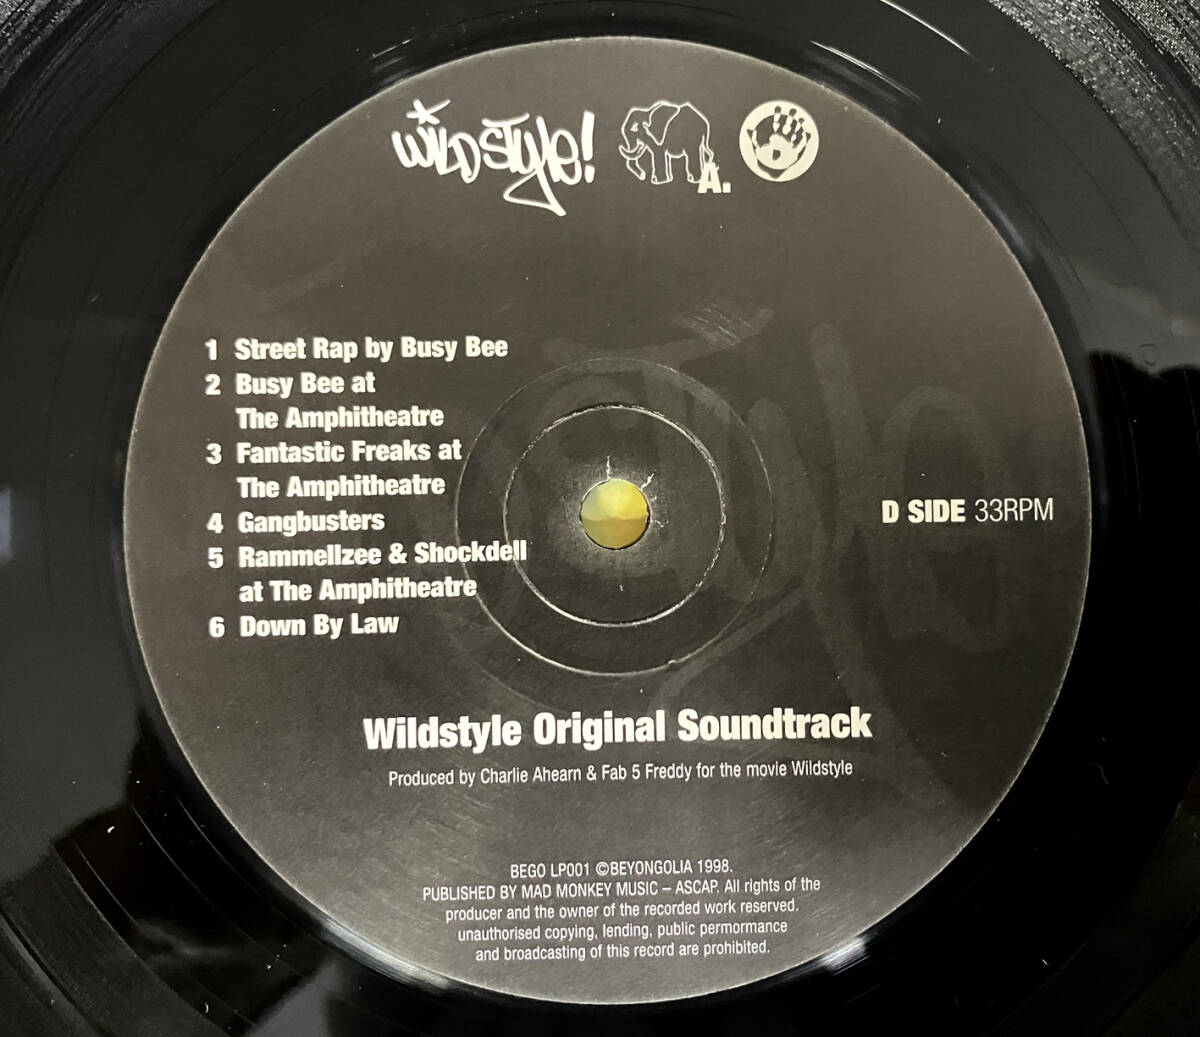 WiLDSTyle!
A.
1 Street Rap by Busy Bee
2 Busy Bee at
The Amphitheatre
3 Fantastic Freaks at
The Amphitheatre
4 Gangbusters
5 Rammellzee & Shockdell
at The Amphitheatre
6 Down By Law
D SIDE 33RPM
Wildstyle Original Soundtrack
Produced by Charlie Ahearn & Fab 5 Freddy for the movie Wildstyle
BEGO LP001 ©BEYONGOLIA 1998.
PUBLISHED BY MAD MONKEY MUSIC – ASCAP. All rights of the
producer and the owner of the recorded work reserved.
unauthorised copying, lending, public permormance
and broadcasting of this record are prohibited.